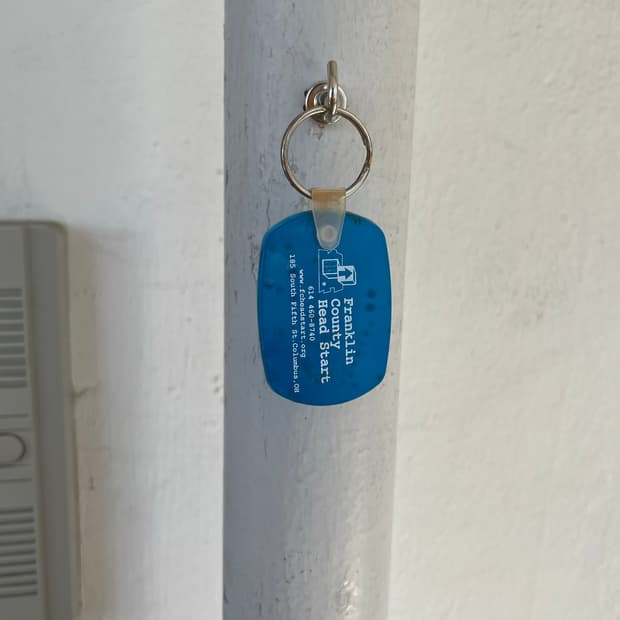 Franklin
County
Head Start
614 460-8740
www.fcheadstart.org
185 South Fifth St.Columbus,OH